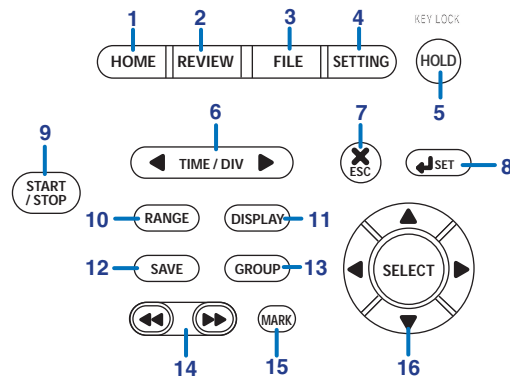 1 2 3 4 KEY LOCK
HOME REVIEW FILE SETTING HOLD
5
6 7
9 TIME / DIV ESC SET 8
START
/ STOP
10 RANGE DISPLAY 11
12 SAVE GROUP 13 SELECT
MARK
14 15 16